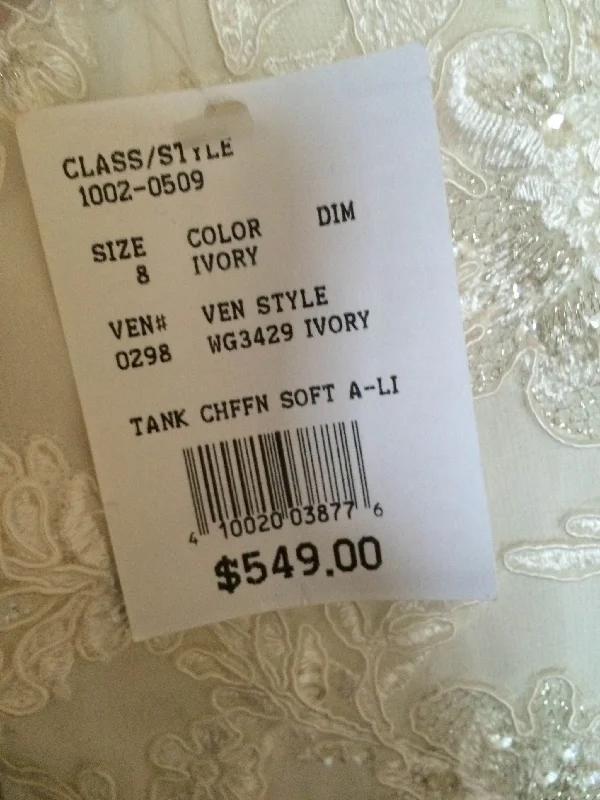 CLASS/STYLE
1002-0509
SIZE COLOR DIM
8 IVORY
VEN# VEN STYLE
0298 WG3429 IVORY
TANK CHFFN SOFT A-LI
4 10020 03877 6
$549.00